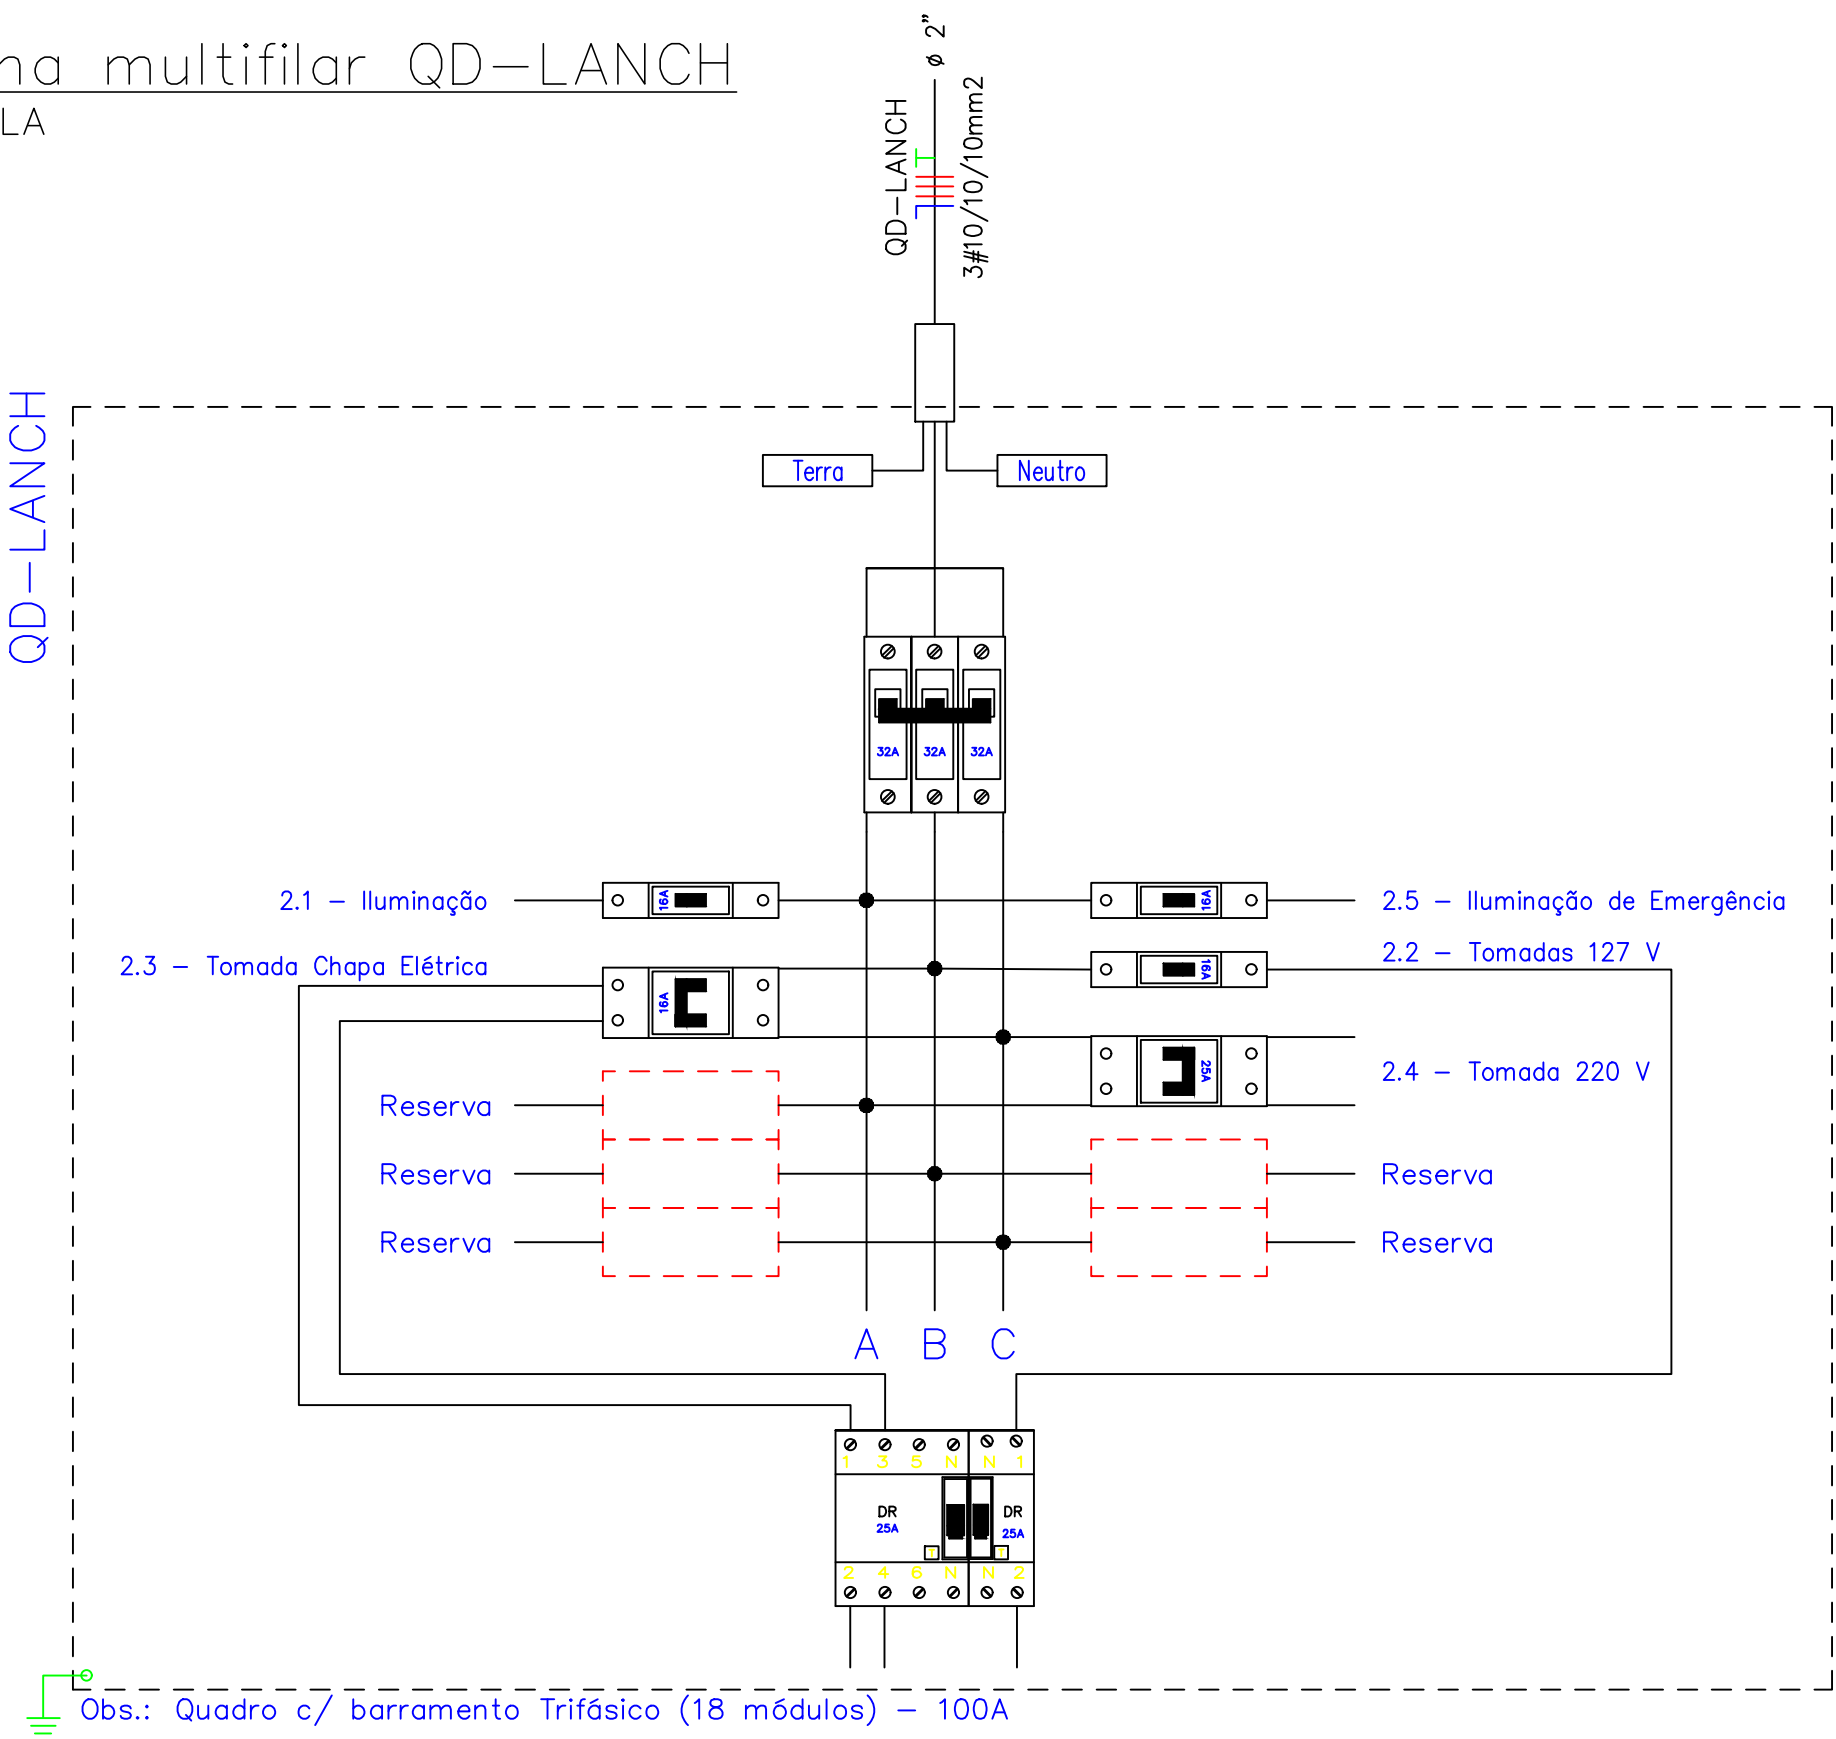 na multifilar QD-LANCH
LA
ø 2"
QD-LANCH
3#10/10/10mm2
QD-LANCH
Terra
Neutro
32A 32A 32A
2.1 - Iluminação
16A
16A
2.5 - Iluminação de Emergência
2.2 - Tomadas 127 V
2.3 - Tomada Chapa Elétrica
16A
16A
25A
2.4 - Tomada 220 V
Reserva
Reserva
Reserva
Reserva
Reserva
A B C
1 3 5 N N 1
DR
25A
DR
25A
T T
2 4 6 N N 2
Obs.: Quadro c/ barramento Trifásico (18 módulos) - 100A